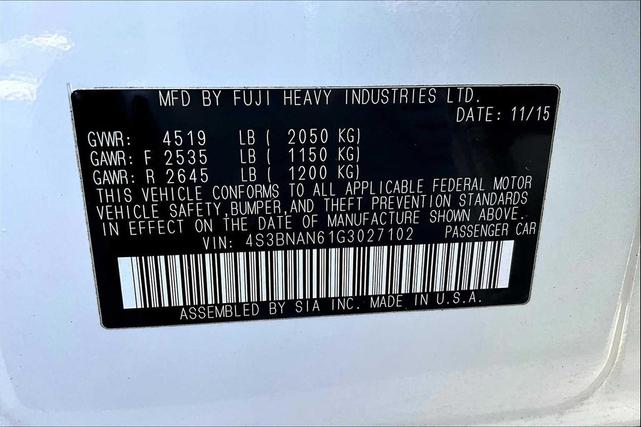 MFD BY FUJI HEAVY INDUSTRIES LTD.
DATE: 11/15
GVWR: 4519 LB ( 2050 KG)
GAWR: F 2535 LB ( 1150 KG)
GAWR: R 2645 LB ( 1200 KG)
THIS VEHICLE CONFORMS TO ALL APPLICABLE FEDERAL MOTOR
VEHICLE SAFETY,BUMPER,AND THEFT PREVENTION STANDARDS
IN EFFECT ON THE DATE OF MANUFACTURE SHOWN ABOVE.
VIN: 4S3BNAN61G3027102 PASSENGER CAR
ASSEMBLED BY SIA INC. MADE IN U.S.A.